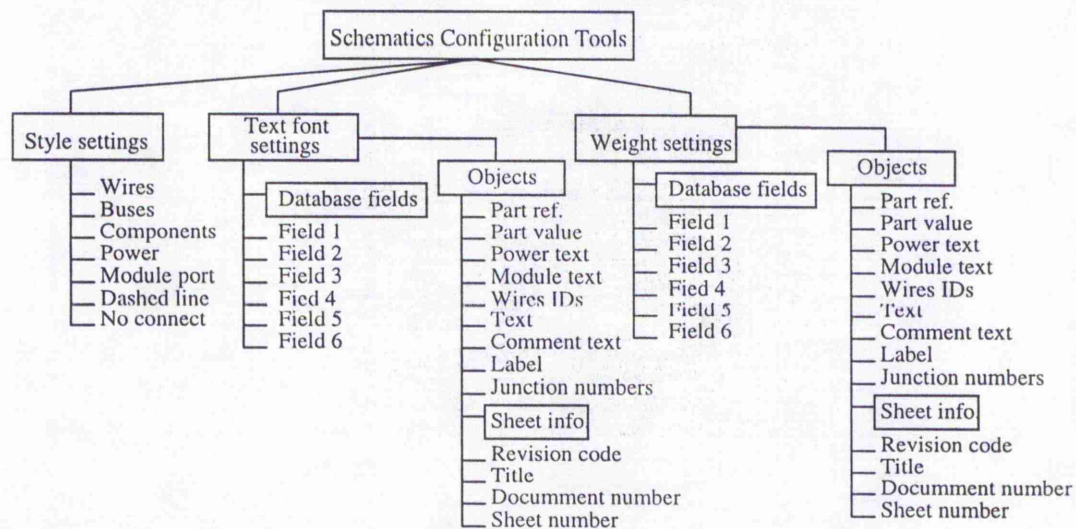 Schematics Configuration Tools
Style settings
Wires
Buses
Components
Power
Module port
Dashed line
No connect
Text font
settings
Database fields
Field 1
Field 2
Field 3
Fied 4
Field 5
Field 6
Objects
Part ref.
Part value
Power text
Module text
Wires IDs
Text
Comment text
Label
Junction numbers
Sheet info.
Revision code
Title
Documment number
Sheet number
Weight settings
Database fields
Field 1
Field 2
Field 3
Fied 4
Field 5
Field 6
Objects
Part ref.
Part value
Power text
Module text
Wires IDs
Text
Comment text
Label
Junction numbers
Sheet info.
Revision code
Title
Documment number
Sheet number